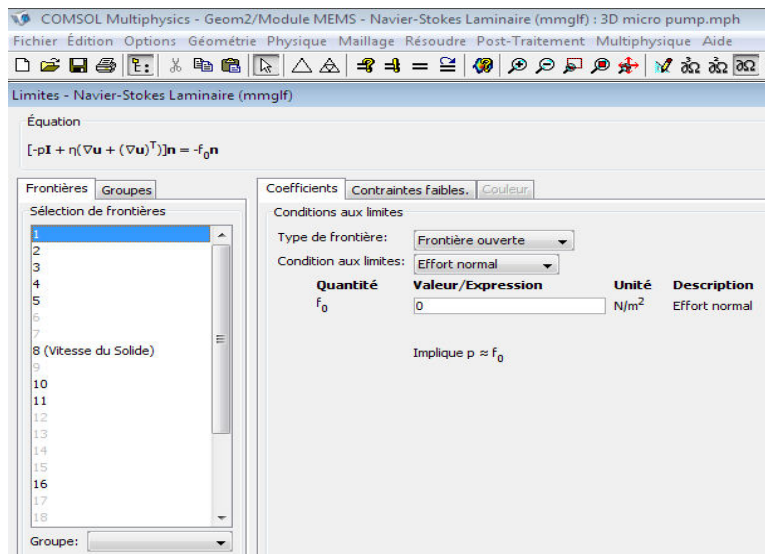 COMSOL Multiphysics - Geom2/Module MEMS - Navier-Stokes Laminaire (mmglf) : 3D micro pump.mph
Fichier Édition Options Géométrie Physique Maillage Résoudre Post-Traitement Multiphysique Aide
Limites - Navier-Stokes Laminaire (mmglf)
Équation
[-pI + η(∇u + (∇u)ᵀ)]n = -f₀n
Frontières Groupes
Sélection de frontières
1
2
3
4
5
6
7
8 (Vitesse du Solide)
9
10
11
12
13
14
15
16
17
18
Groupe:
Coefficients Contraintes faibles. Couleur
Conditions aux limites
Type de frontière: Frontière ouverte
Condition aux limites: Effort normal
Quantité Valeur/Expression Unité Description
f₀ 0 N/m² Effort normal
Implique p ≈ f₀